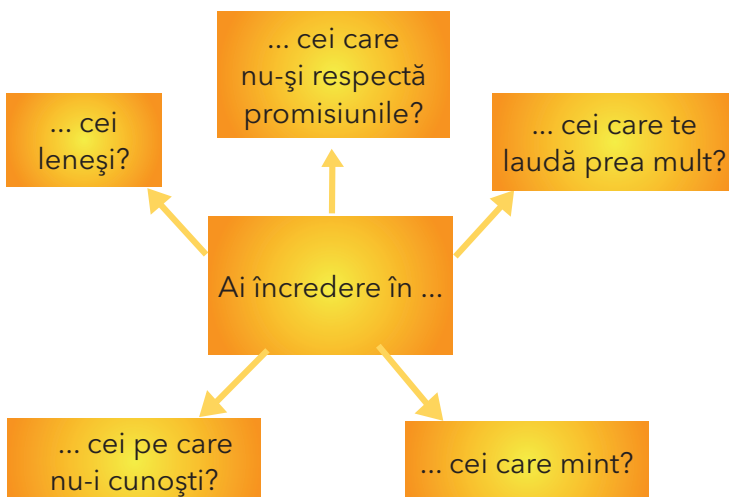 ... cei care
nu-şi respectă
promisiunile?
... cei
leneşi?
... cei care te
laudă prea mult?
Ai încredere în ...
... cei pe care
nu-i cunoşti?
... cei care mint?